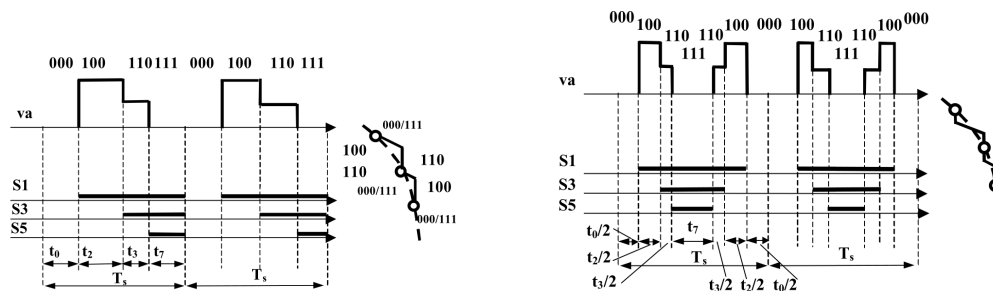 000 100 110 111 000 100 110 111
va
S1
S3
S5
t0 t2 t3 t7
Ts Ts
000/111
100 110
110
000/111 100
000/111
000 100 100 000 100 100 000
110 110 110 110
111 111
va
S1
S3
S5
t0/2 t7
t2/2 Ts Ts
t3/2 t3/2 t2/2 t0/2